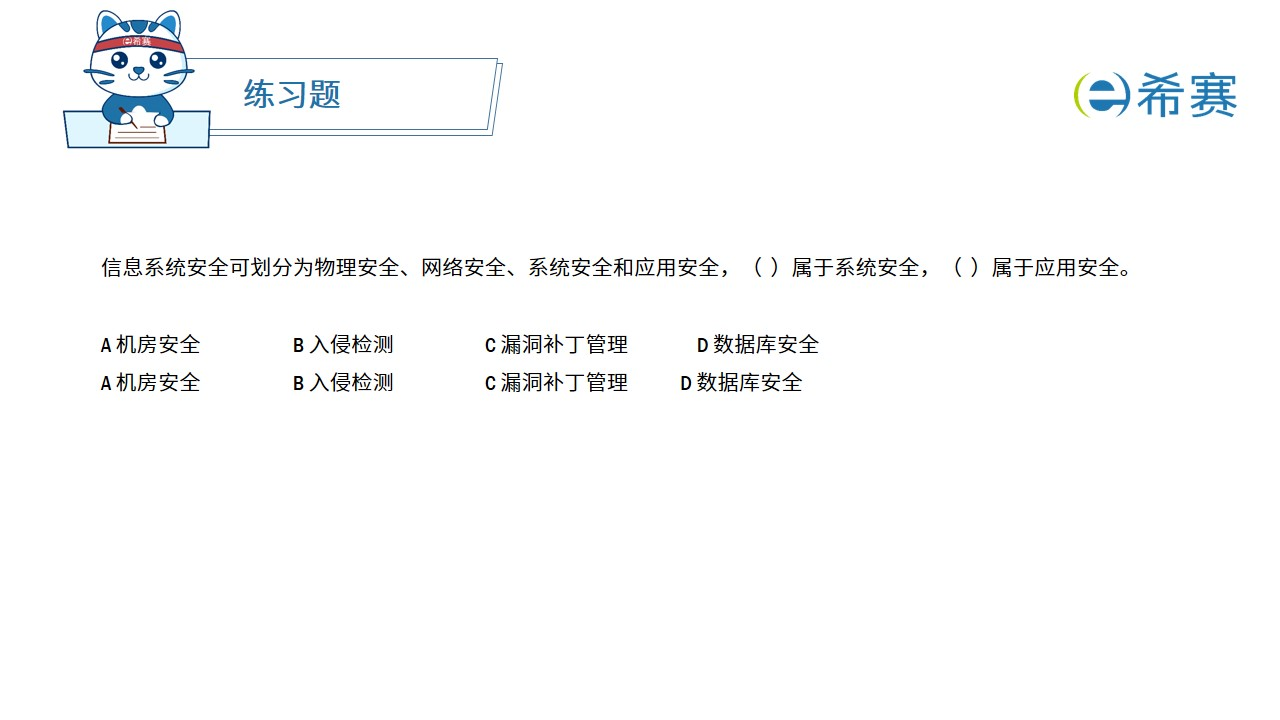 希赛
练习题
希赛
信息系统安全可划分为物理安全、网络安全、系统安全和应用安全，（ ）属于系统安全，（ ）属于应用安全。
A 机房安全 B 入侵检测 C 漏洞补丁管理 D 数据库安全
A 机房安全 B 入侵检测 C 漏洞补丁管理 D 数据库安全